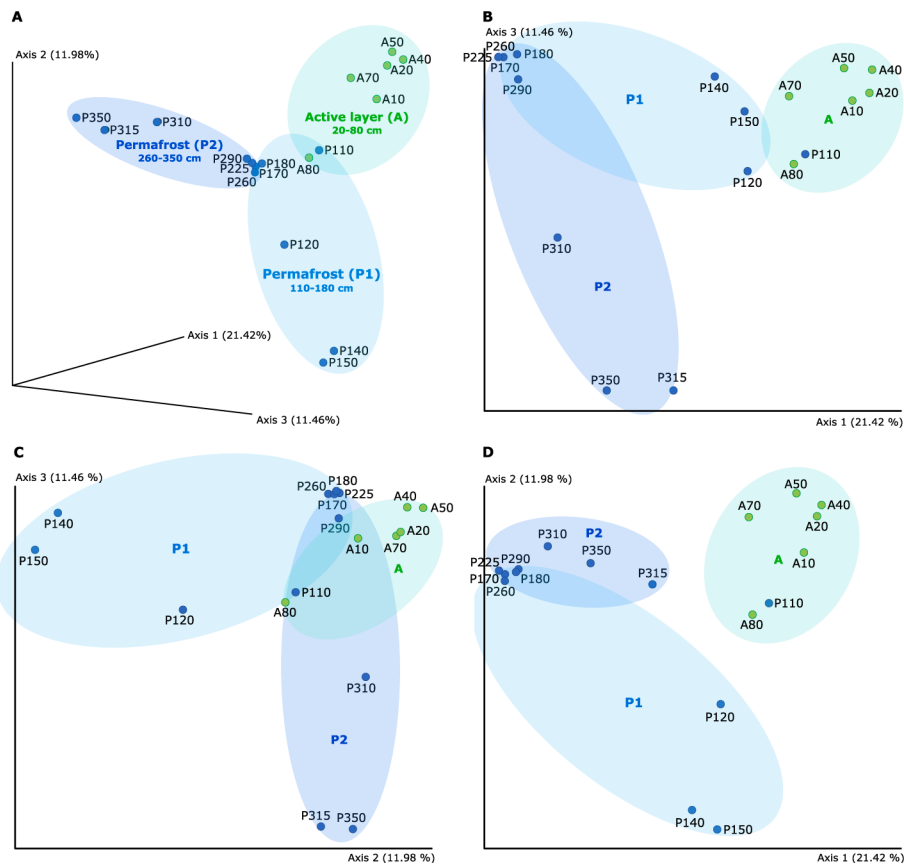 A
Axis 2 (11.98%)
A50
A40
A20
A70
A10
Active layer (A)
20-80 cm
P350
P315
P310
Permafrost (P2)
260-350 cm
P290
P225
P260
P180
P170
P110
A80
P120
Permafrost (P1)
110-180 cm
P140
P150
Axis 1 (21.42%)
Axis 3 (11.46%)
B
Axis 3 (11.46 %)
P260
P225
P180
P170
P290
P1
P140
P150
P120
A50
A40
A70
A20
A10
A
P110
A80
P310
P2
P350
P315
Axis 1 (21.42 %)
C
Axis 3 (11.46 %)
P180
P260
P225
P170
P290
A40
A50
A20
A10
A70
A
P140
P1
P150
P110
A80
P120
P310
P2
P315
P350
Axis 2 (11.98 %)
D
Axis 2 (11.98 %)
A50
A70
A40
A20
A
A10
P310
P2
P290
P350
P225
P170
P180
P315
P260
P110
A80
P1
P120
P140
P150
Axis 1 (21.42 %)